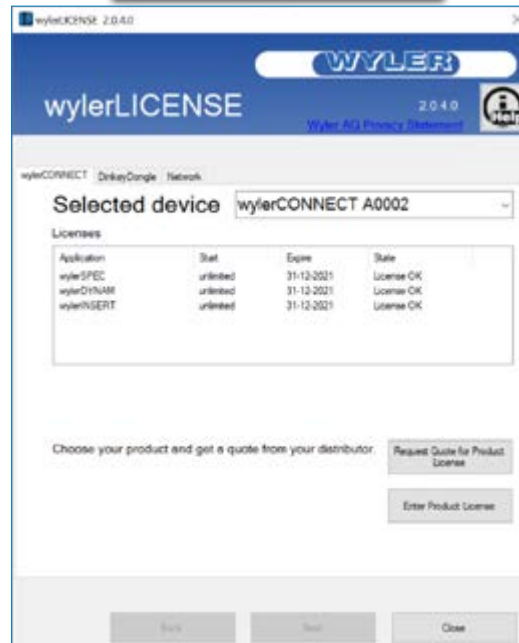 wylerLICENSE 2.0.4.0
WYLER
wylerLICENSE
2.0.4.0
Help
Wyler AG Privacy Statement
wylerCONNECT DinkeyDongle Network
Selected device wylerCONNECT A0002
Licenses
Application Start Expire State
wylerSPEC unlimited 31-12-2021 License OK
wylerDYNAM unlimited 31-12-2021 License OK
wylerINSERT unlimited 31-12-2021 License OK
Choose your product and get a quote from your distributor.
Request Quote for Product
License
Enter Product License
Back Next Close